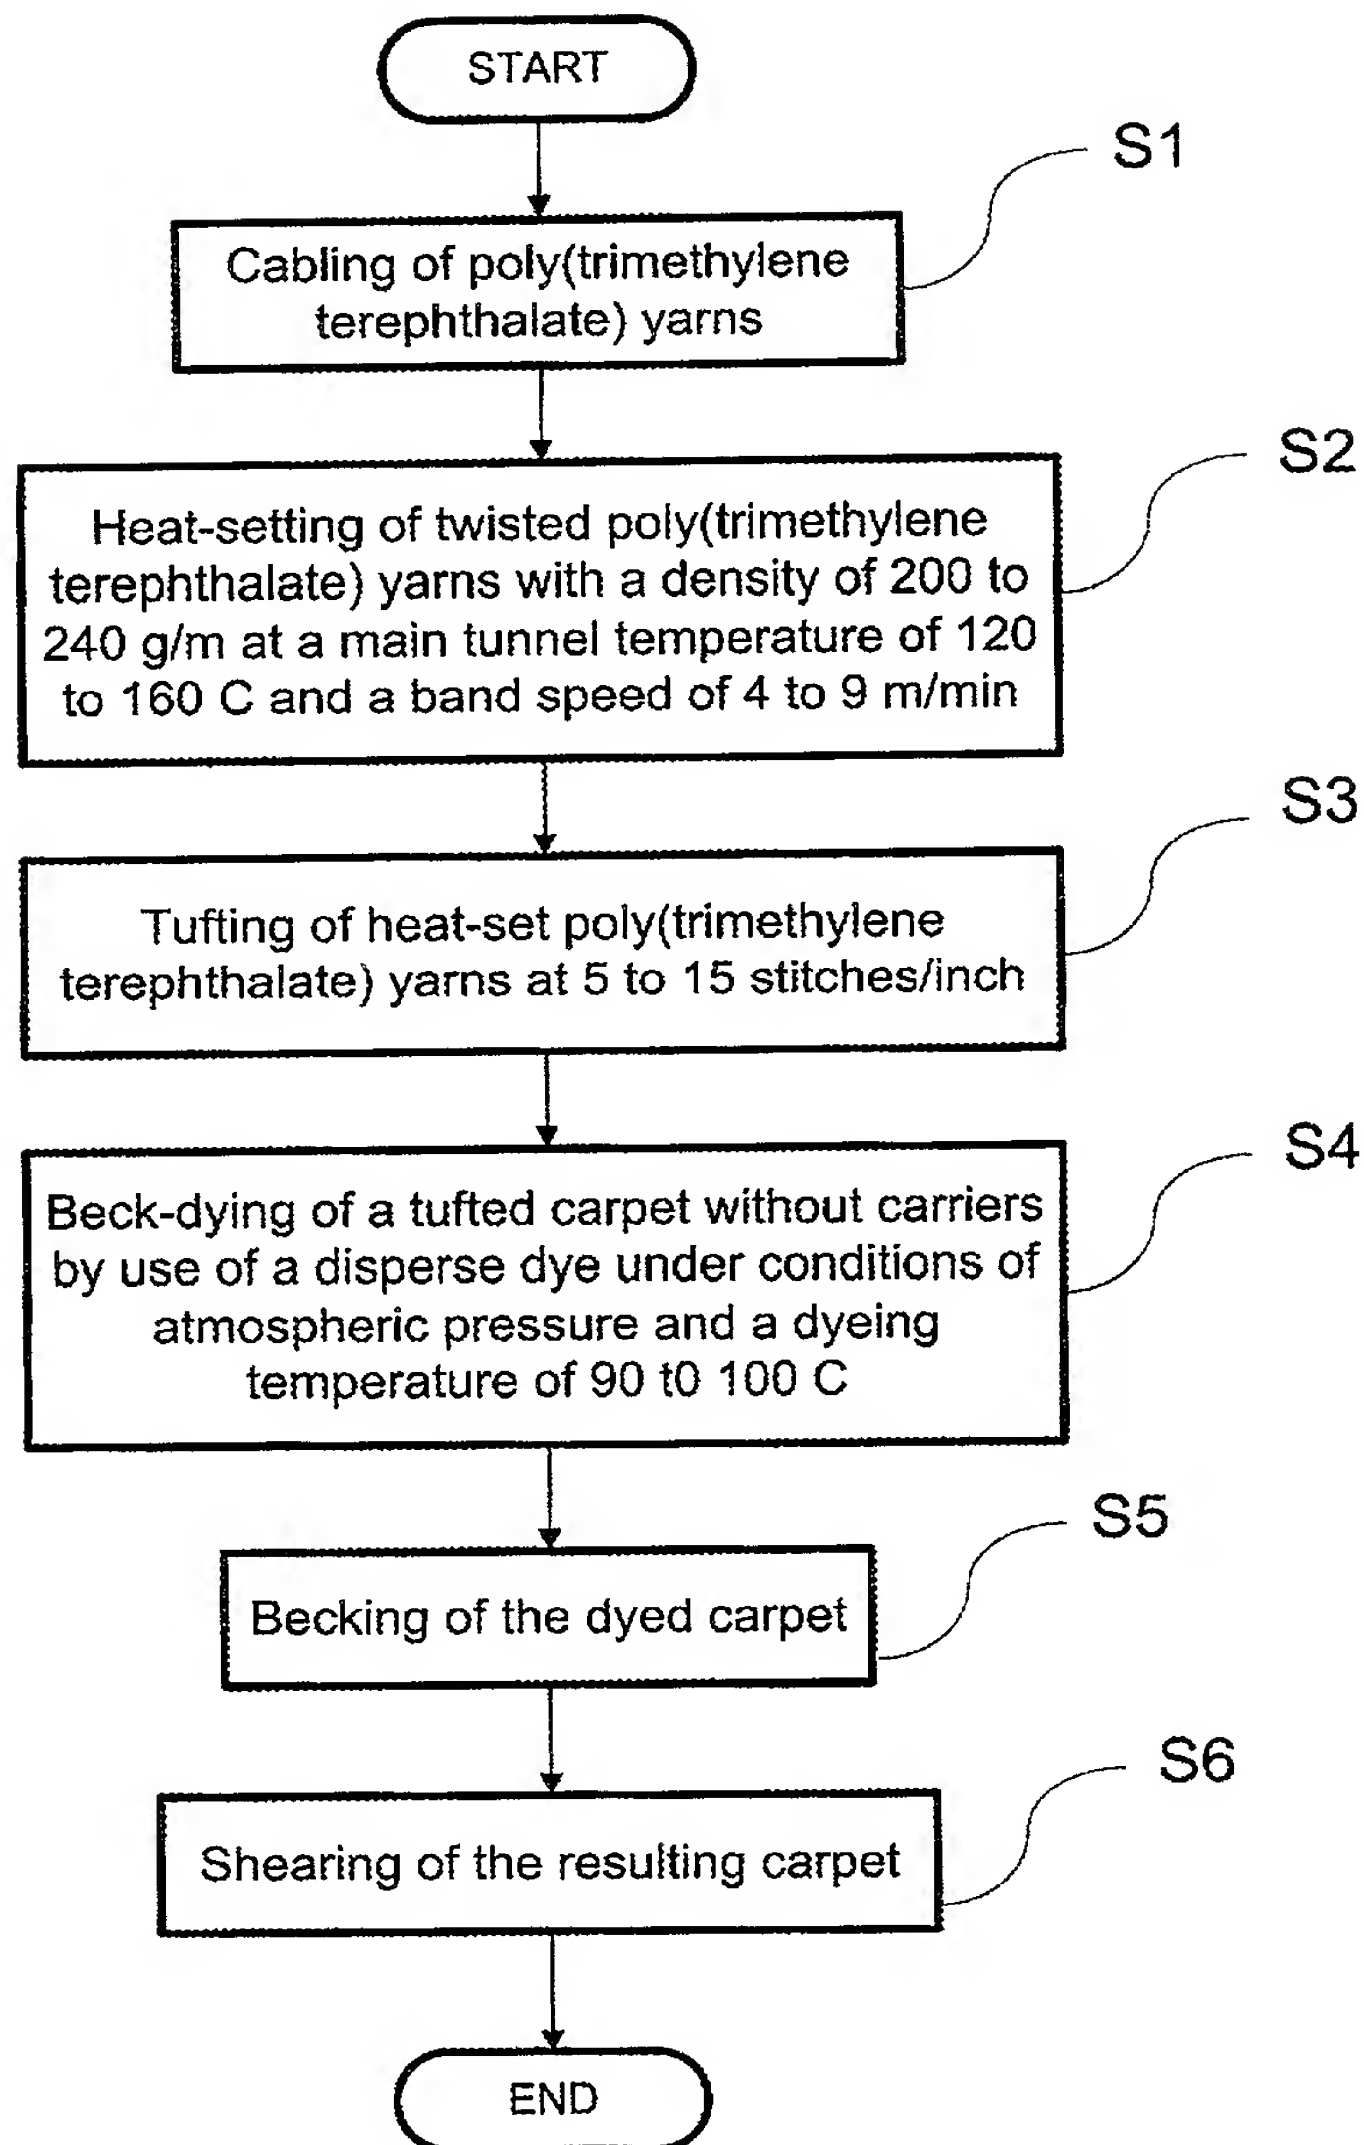 START
S1
Cabling of poly(trimethylene
terephthalate) yarns
S2
Heat-setting of twisted poly(trimethylene
terephthalate) yarns with a density of 200 to
240 g/m at a main tunnel temperature of 120
to 160 C and a band speed of 4 to 9 m/min
S3
Tufting of heat-set poly(trimethylene
terephthalate) yarns at 5 to 15 stitches/inch
S4
Beck-dying of a tufted carpet without carriers
by use of a disperse dye under conditions of
atmospheric pressure and a dyeing
temperature of 90 t0 100 C
S5
Becking of the dyed carpet
S6
Shearing of the resulting carpet
END